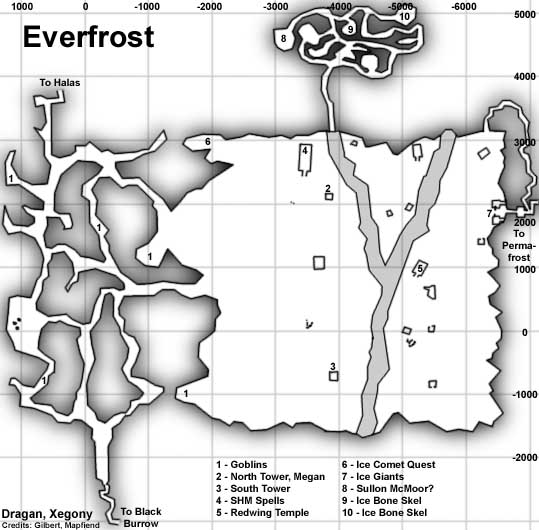 1000 0 -1000 -2000 -3000 -4000 -5000 -6000
5000
Everfrost
8
9
10
4000
To Halas
3000
6
4
1
2
2000
7
To
Perma-
frost
1
1
5
1000
0
3
1
1
-1000
-2000
1 - Goblins
2 - North Tower, Megan
3 - South Tower
4 - SHM Spells
5 - Redwing Temple
6 - Ice Comet Quest
7 - Ice Giants
8 - Sullon McMoor?
9 - Ice Bone Skel
10 - Ice Bone Skel
Dragan, Xegony
Credits: Gilbert, Mapfiend
To Black
Burrow